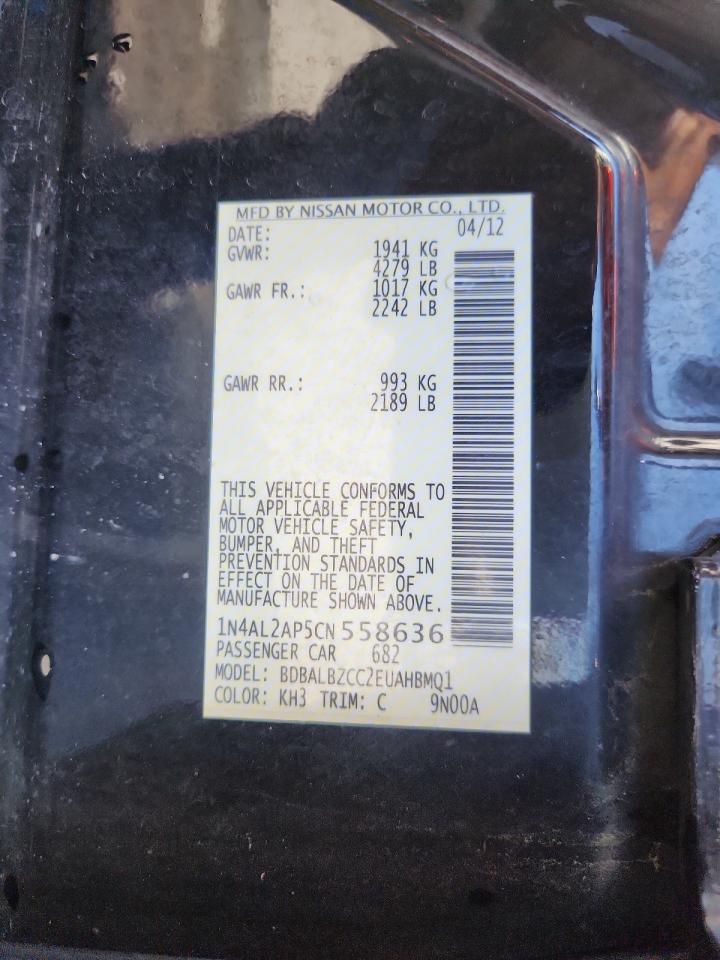 MFD BY NISSAN MOTOR CO., LTD.
DATE: 04/12
GVWR: 1941 KG
4279 LB
GAWR FR.: 1017 KG
2242 LB
GAWR RR.: 993 KG
2189 LB
THIS VEHICLE CONFORMS TO
ALL APPLICABLE FEDERAL
MOTOR VEHICLE SAFETY,
BUMPER, AND THEFT
PREVENTION STANDARDS IN
EFFECT ON THE DATE OF
MANUFACTURE SHOWN ABOVE.
1N4AL2AP5CN558636
PASSENGER CAR 682
MODEL: BDBALBZCC2EUAHBMQ1
COLOR: KH3 TRIM: C 9N00A